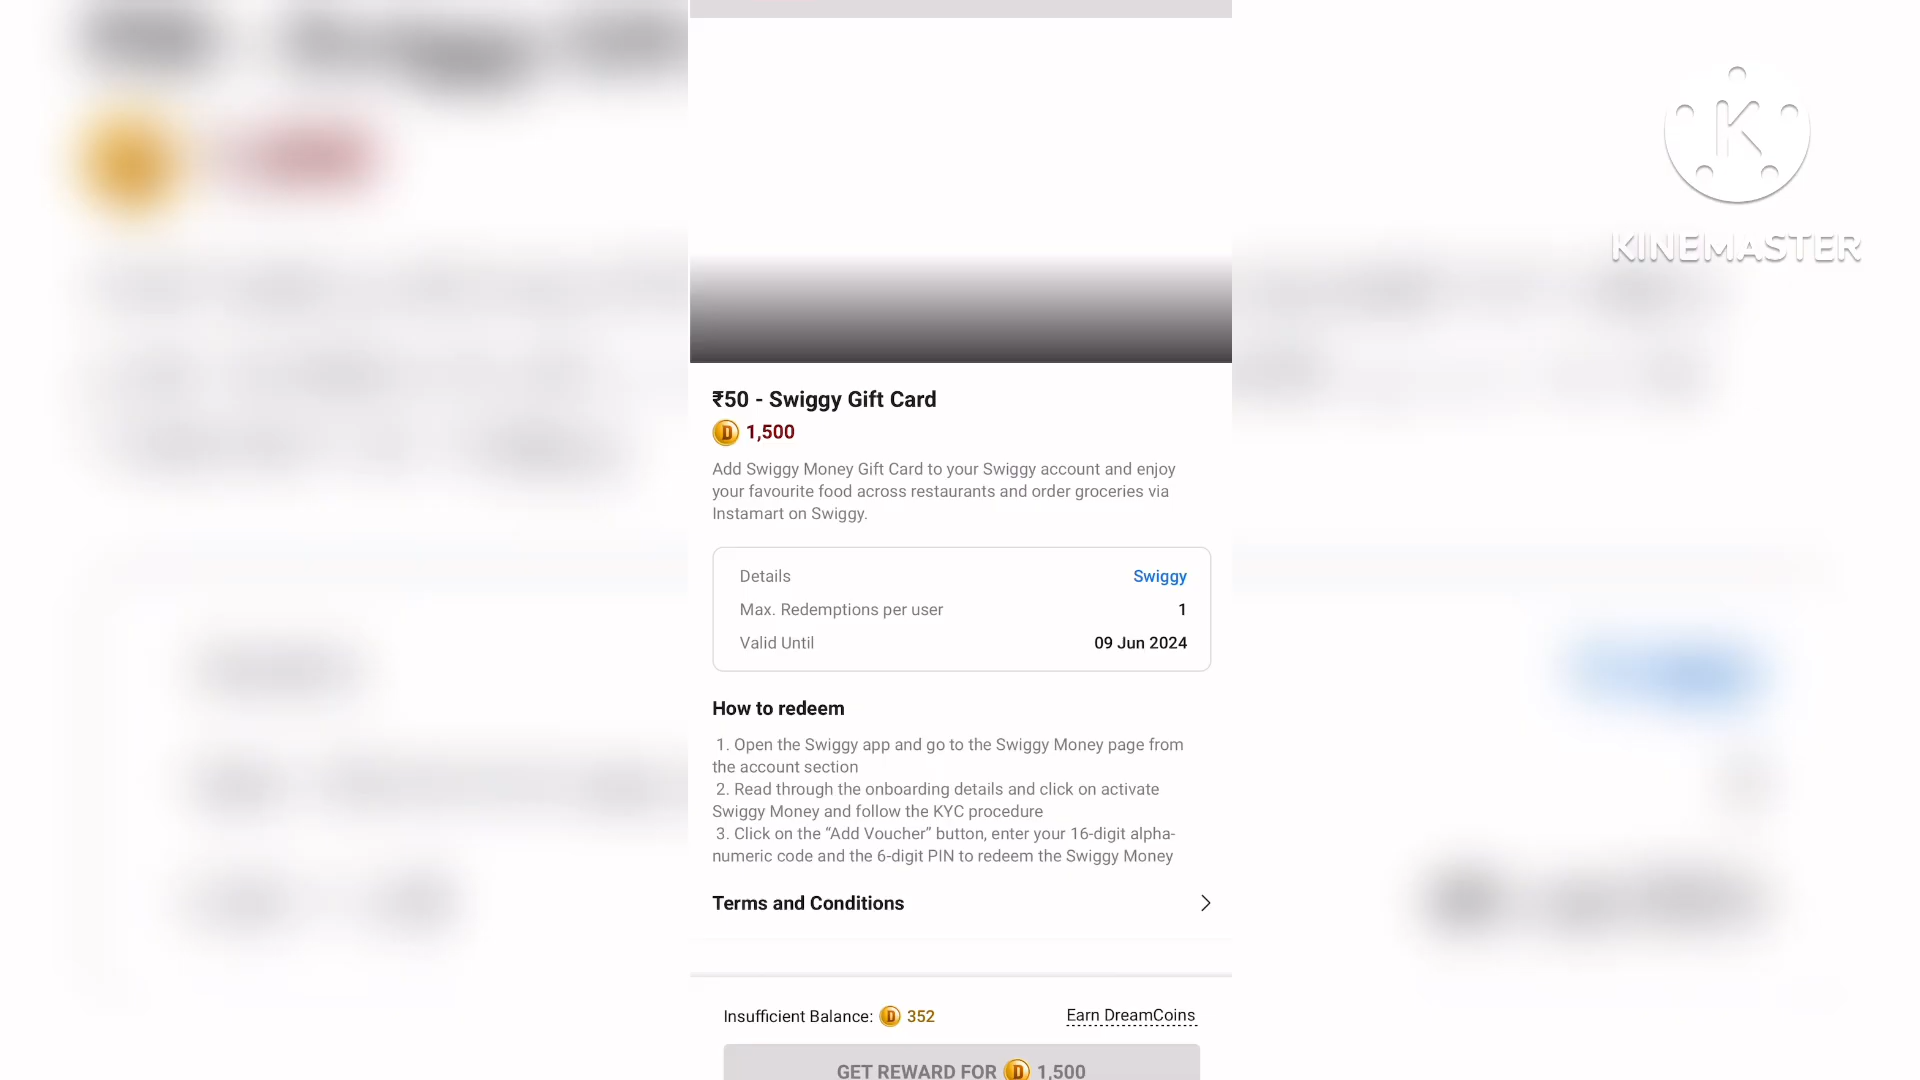 KINEMASTER
₹50 - Swiggy Gift Card
1,500
Add Swiggy Money Gift Card to your Swiggy account and enjoy
your favourite food across restaurants and order groceries via
Instamart on Swiggy.
Details Swiggy
Max. Redemptions per user 1
Valid Until 09 Jun 2024
How to redeem
1. Open the Swiggy app and go to the Swiggy Money page from
the account section
2. Read through the onboarding details and click on activate
Swiggy Money and follow the KYC procedure
3. Click on the “Add Voucher” button, enter your 16-digit alpha-
numeric code and the 6-digit PIN to redeem the Swiggy Money
Terms and Conditions
Insufficient Balance: D 352 Earn DreamCoins
GET REWARD FOR D 1,500